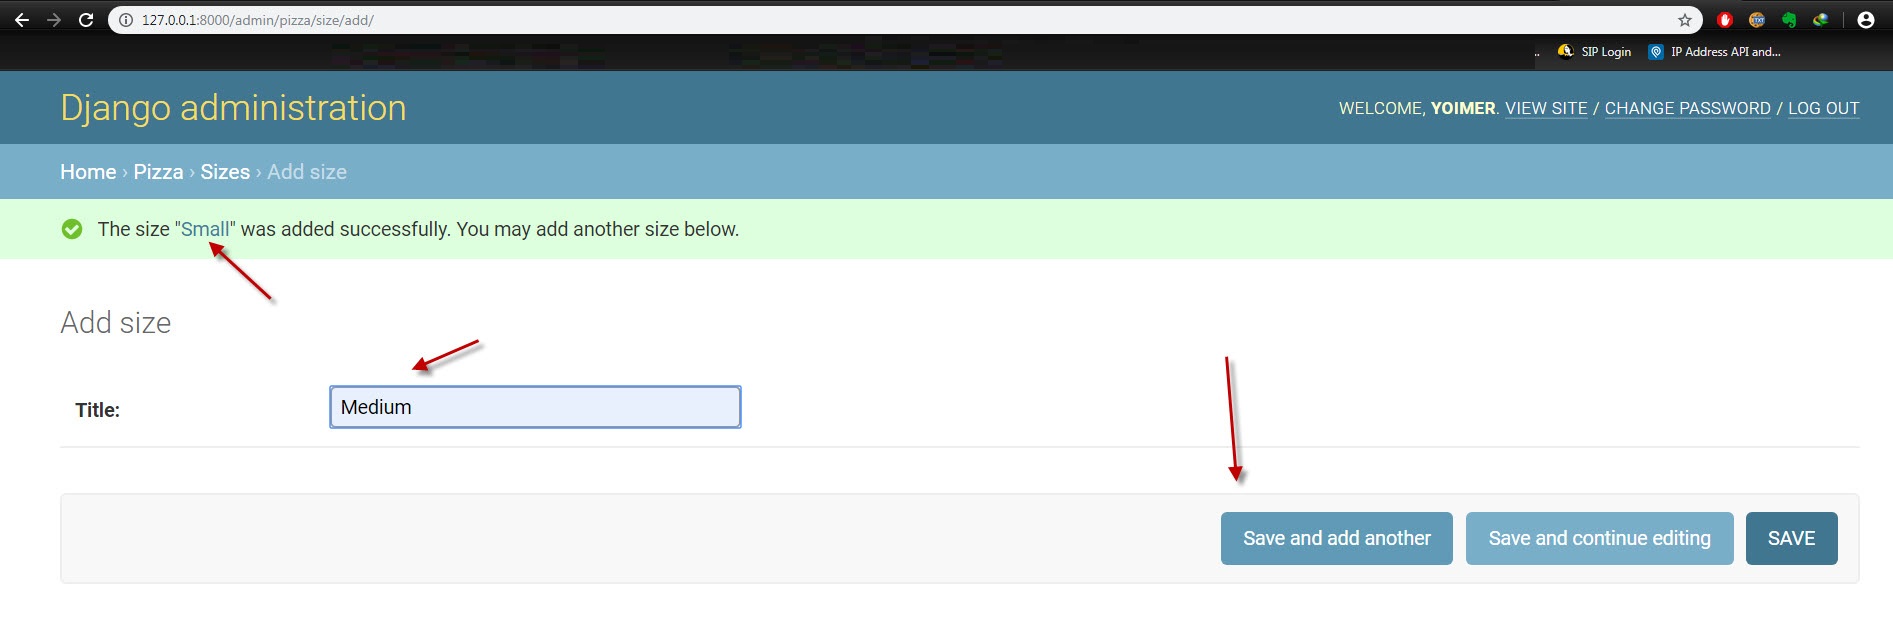 127.0.0.1:8000/admin/pizza/size/add/
.. SIP Login IP Address API and...
Django administration
WELCOME, YOIMER. VIEW SITE / CHANGE PASSWORD / LOG OUT
Home › Pizza › Sizes › Add size
The size "Small" was added successfully. You may add another size below.
Add size
Title: Medium
Save and add another Save and continue editing SAVE